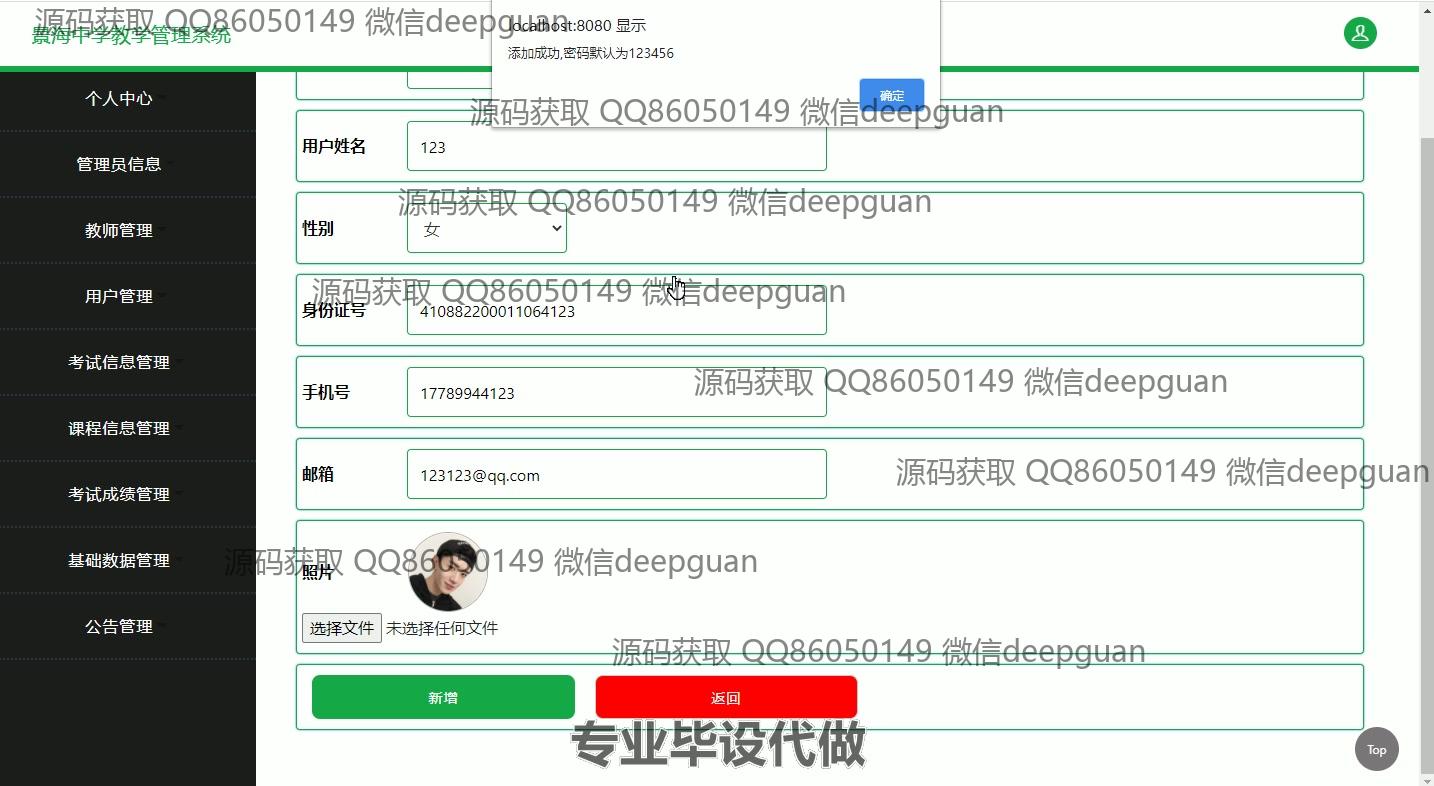 源码获取 QQ86050149 微信deepguan
景海中学教学管理系统
localhost:8080 显示
添加成功,密码默认为123456
确定
源码获取 QQ86050149 微信deepguan
个人中心
管理员信息
教师管理
用户管理
考试信息管理
课程信息管理
考试成绩管理
基础数据管理
公告管理
用户姓名 123
源码获取 QQ86050149 微信deepguan
性别 女
源码获取 QQ86050149 微信deepguan
身份证号 410882200011064123
源码获取 QQ86050149 微信deepguan
手机号 17789944123
源码获取 QQ86050149 微信deepguan
邮箱 123123@qq.com
源码获取 QQ86050149 微信deepguan
照片
选择文件 未选择任何文件
源码获取 QQ86050149 微信deepguan
新增 返回
专业毕设代做
Top